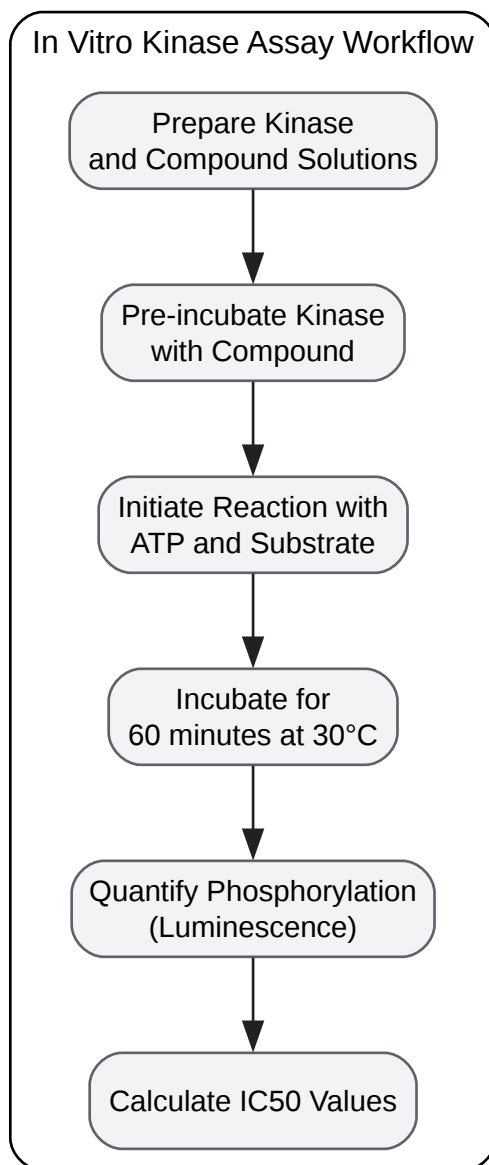 In Vitro Kinase Assay Workflow
Prepare Kinase
and Compound Solutions
Pre-incubate Kinase
with Compound
Initiate Reaction with
ATP and Substrate
Incubate for
60 minutes at 30°C
Quantify Phosphorylation
(Luminescence)
Calculate IC50 Values